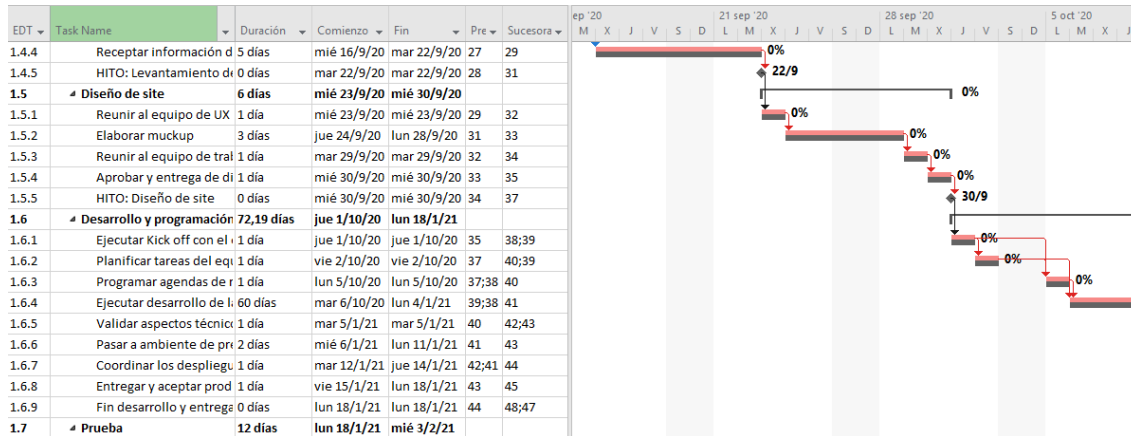 ep '20 21 sep '20 28 sep '20 5 oct '20
EDT Task Name Duración Comienzo Fin Pre Sucesora M X J V S D L M X J V S D L M X J V S D L M X J
1.4.4 Receptar información d 5 días mié 16/9/20 mar 22/9/20 27 29 0%
1.4.5 HITO: Levantamiento de 0 días mar 22/9/20 mar 22/9/20 28 31 22/9
1.5 Diseño de site 6 días mié 23/9/20 mié 30/9/20 0%
1.5.1 Reunir al equipo de UX 1 día mié 23/9/20 mié 23/9/20 29 32 0%
1.5.2 Elaborar muckup 3 días jue 24/9/20 lun 28/9/20 31 33 0%
1.5.3 Reunir al equipo de tral 1 día mar 29/9/20 mar 29/9/20 32 34 0%
1.5.4 Aprobar y entrega de di 1 día mié 30/9/20 mié 30/9/20 33 35 0%
1.5.5 HITO: Diseño de site 0 días mié 30/9/20 mié 30/9/20 34 37 30/9
1.6 Desarrollo y programación 72,19 días jue 1/10/20 lun 18/1/21
1.6.1 Ejecutar Kick off con el 1 día jue 1/10/20 jue 1/10/20 35 38;39 0%
1.6.2 Planificar tareas del equ 1 día vie 2/10/20 vie 2/10/20 37 40;39 0%
1.6.3 Programar agendas de r 1 día lun 5/10/20 lun 5/10/20 37;38 40 0%
1.6.4 Ejecutar desarrollo de la 60 días mar 6/10/20 lun 4/1/21 39;38 41
1.6.5 Validar aspectos técnico 1 día mar 5/1/21 mar 5/1/21 40 42;43
1.6.6 Pasar a ambiente de pre 2 días mié 6/1/21 lun 11/1/21 41 43
1.6.7 Coordinar los despliegu 1 día mar 12/1/21 jue 14/1/21 42;41 44
1.6.8 Entregar y aceptar prod 1 día vie 15/1/21 lun 18/1/21 43 45
1.6.9 Fin desarrollo y entrega 0 días lun 18/1/21 lun 18/1/21 44 48;47
1.7 Prueba 12 días lun 18/1/21 mié 3/2/21